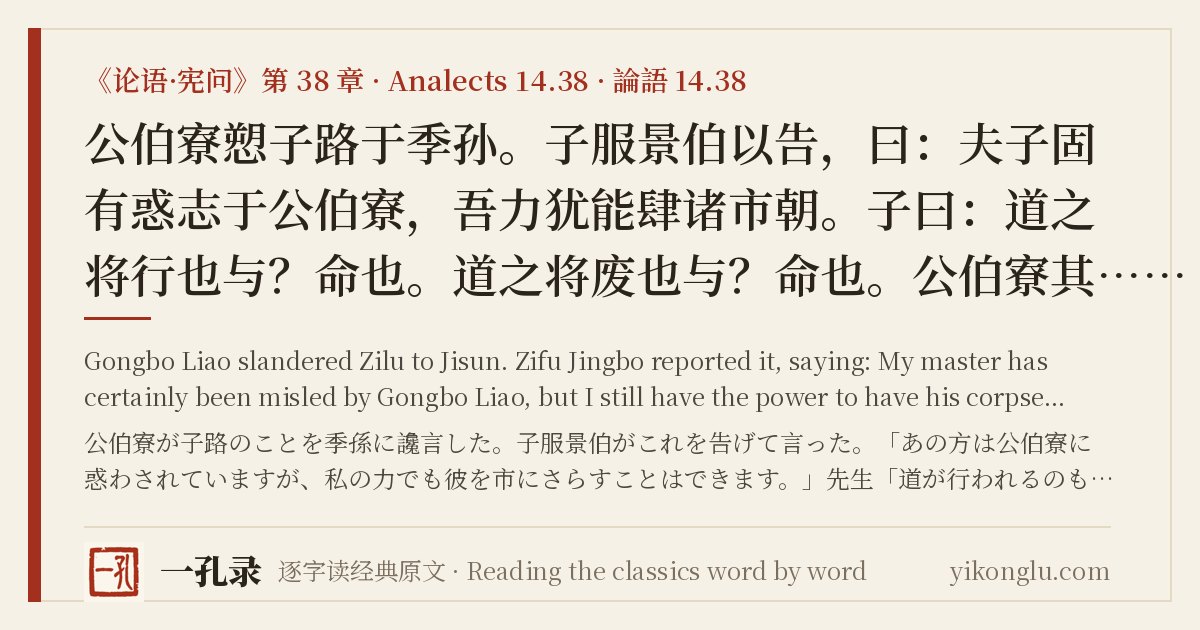 《论语·宪问》第 38 章 · Analects 14.38 · 論語 14.38
公伯寮愬子路于季孙。子服景伯以告，曰：夫子固
有惑志于公伯寮，吾力犹能肆诸市朝。子曰：道之
将行也与？命也。道之将废也与？命也。公伯寮其……
Gongbo Liao slandered Zilu to Jisun. Zifu Jingbo reported it, saying: My master has
certainly been misled by Gongbo Liao, but I still have the power to have his corpse...
公伯寮が子路のことを季孫に讒言した。子服景伯がこれを告げて言った。「あの方は公伯寮に
惑わされていますが、私の力でも彼を市にさらすことはできます。」先生「道が行われるのも…
一孔
一孔录 逐字读经典原文 · Reading the classics word by word yikonglu.com